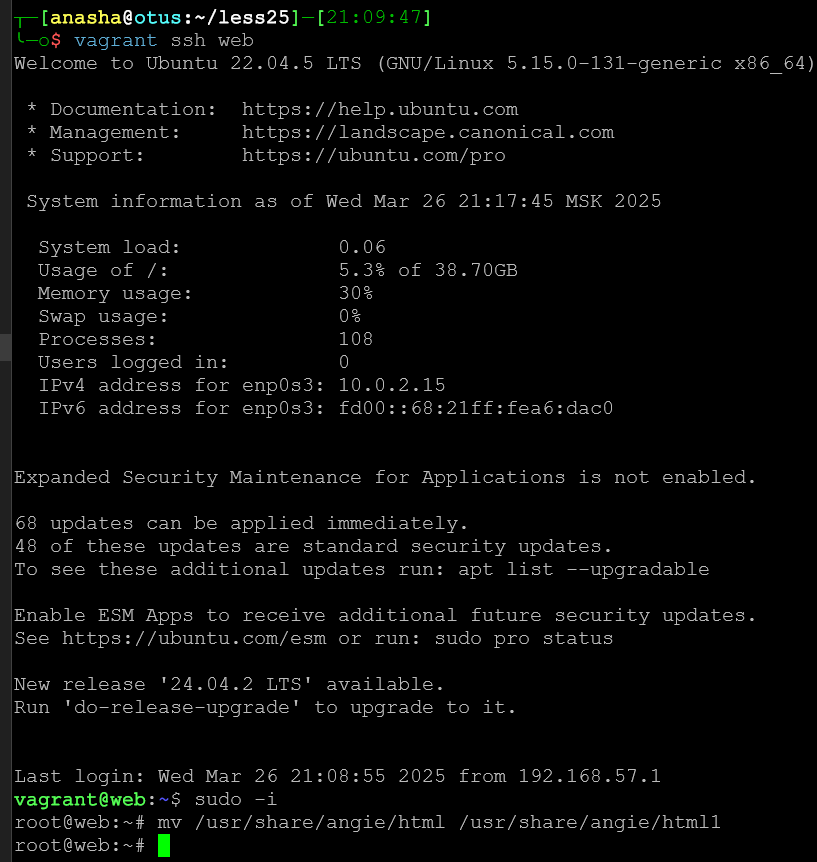 ┬─[anasha@otus:~/less25]─[21:09:47]
╰─o$ vagrant ssh web
Welcome to Ubuntu 22.04.5 LTS (GNU/Linux 5.15.0-131-generic x86_64)
* Documentation:  https://help.ubuntu.com
* Management:     https://landscape.canonical.com
* Support:        https://ubuntu.com/pro
System information as of Wed Mar 26 21:17:45 MSK 2025
System load:             0.06
Usage of /:              5.3% of 38.70GB
Memory usage:            30%
Swap usage:              0%
Processes:               108
Users logged in:         0
IPv4 address for enp0s3: 10.0.2.15
IPv6 address for enp0s3: fd00::68:21ff:fea6:dac0
Expanded Security Maintenance for Applications is not enabled.
68 updates can be applied immediately.
48 of these updates are standard security updates.
To see these additional updates run: apt list --upgradable
Enable ESM Apps to receive additional future security updates.
See https://ubuntu.com/esm or run: sudo pro status
New release '24.04.2 LTS' available.
Run 'do-release-upgrade' to upgrade to it.
Last login: Wed Mar 26 21:08:55 2025 from 192.168.57.1
vagrant@web:~$ sudo -i
root@web:~# mv /usr/share/angie/html /usr/share/angie/html1
root@web:~#